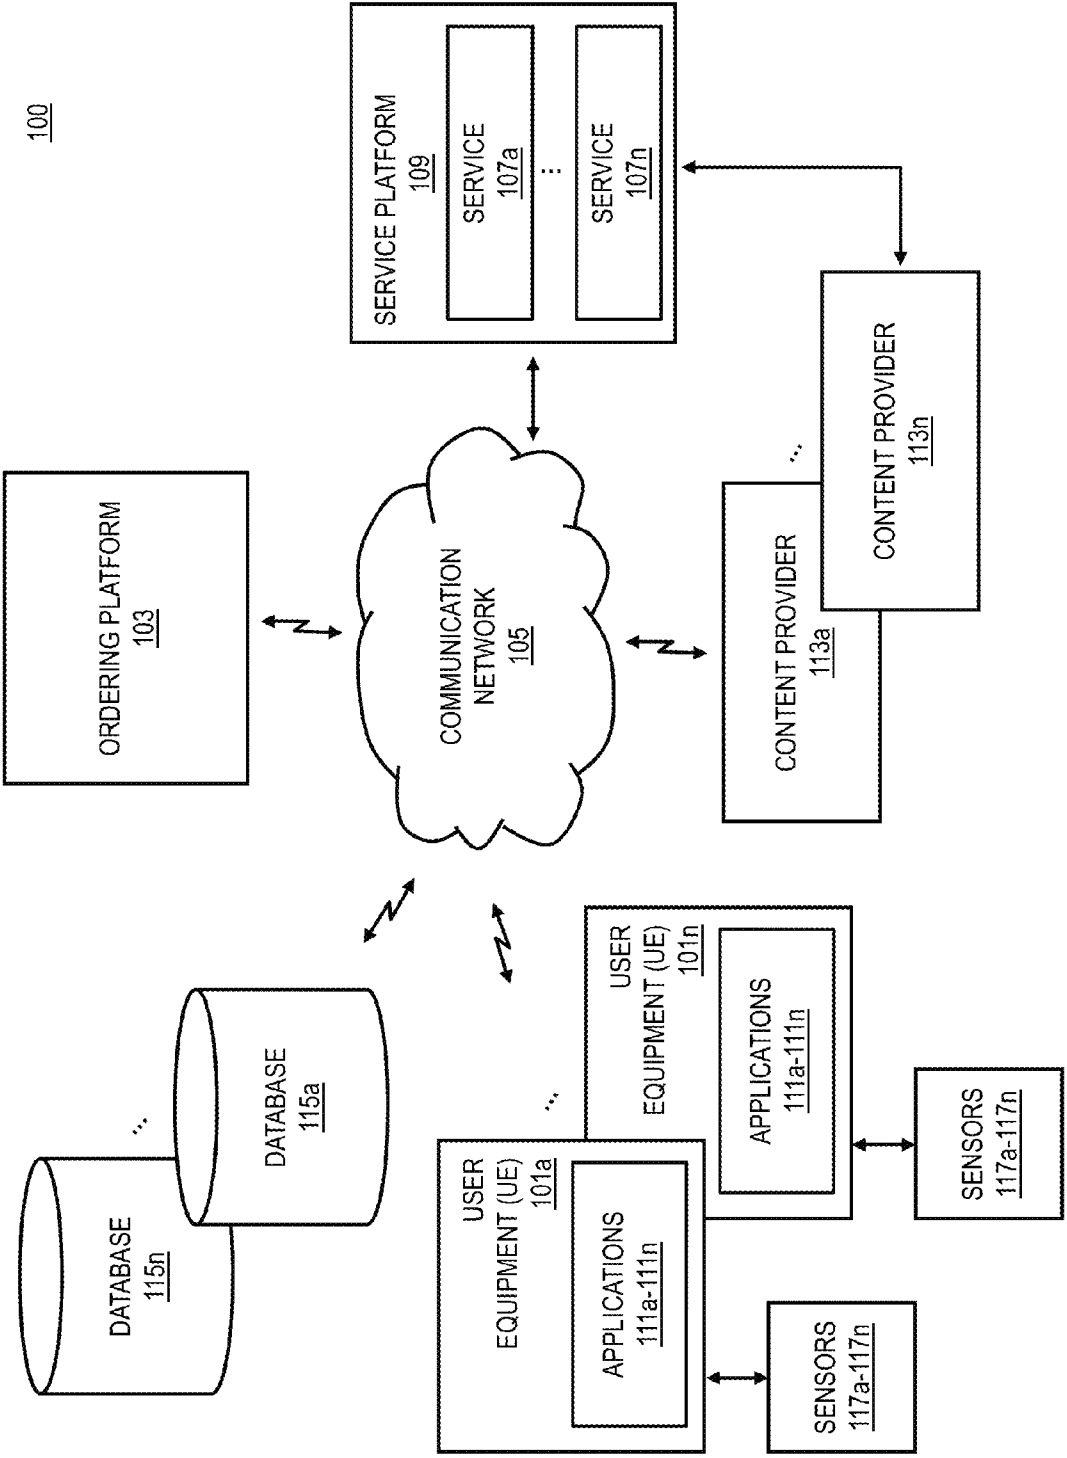 100
ORDERING PLATFORM
103
DATABASE
115n
...
DATABASE
115a
COMMUNICATION
NETWORK
105
SERVICE PLATFORM
109
SERVICE
107a
...
SERVICE
107n
USER
EQUIPMENT (UE)
101a
APPLICATIONS
111a-111n
...
USER
EQUIPMENT (UE)
101n
APPLICATIONS
111a-111n
CONTENT PROVIDER
113a
...
CONTENT PROVIDER
113n
SENSORS
117a-117n
SENSORS
117a-117n